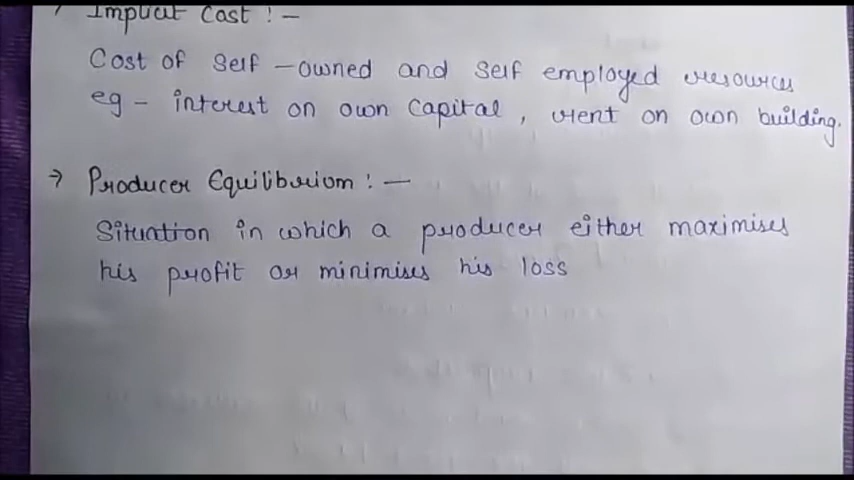 → Implicit Cost : -
Cost of self - owned and self employed resources
eg - interest on own capital, rent on own building.
→ Producer Equilibrium : -
Situation in which a producer either maximises
his profit or minimises his loss